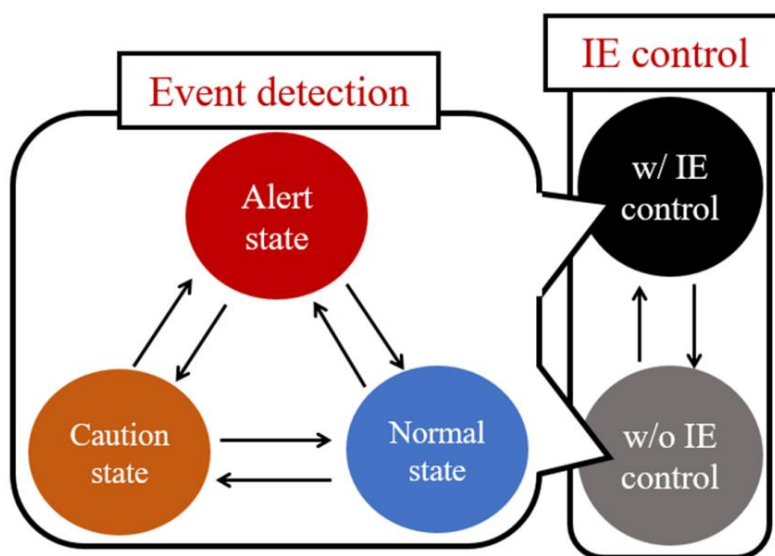 Event detection
IE control
Alert
state
Caution
state
Normal
state
w/ IE
control
w/o IE
control